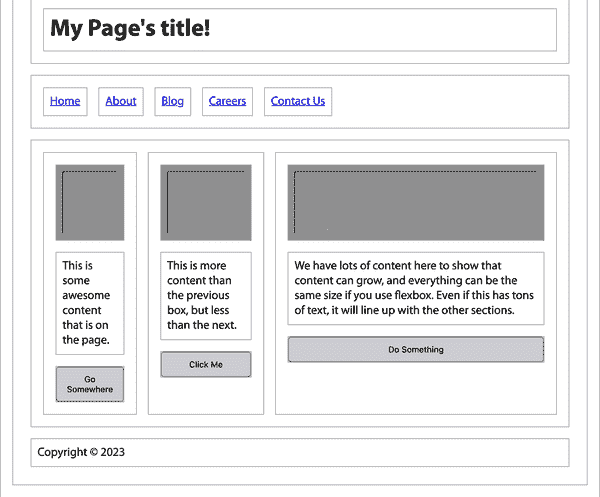 My Page's title!
Home About Blog Careers Contact Us
This is
some
awesome
content
that is on
the page.
Go
Somewhere
This is more
content than
the previous
box, but less
than the next.
Click Me
We have lots of content here to show that
content can grow, and everything can be the
same size if you use flexbox. Even if this has tons
of text, it will line up with the other sections.
Do Something
Copyright © 2023